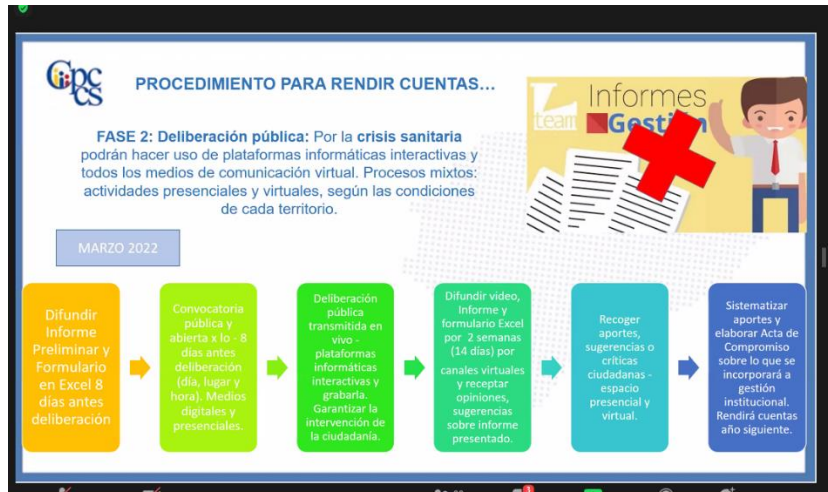 Cpc
cs
PROCEDIMIENTO PARA RENDIR CUENTAS...
FASE 2: Deliberación pública: Por la crisis sanitaria
podrán hacer uso de plataformas informáticas interactivas y
todos los medios de comunicación virtual. Procesos mixtos:
actividades presenciales y virtuales, según las condiciones
de cada territorio.
team
Informes
Gestión
MARZO 2022
Difundir
Informe
Preliminar y
Formulario
en Excel 8
días antes
deliberación
Convocatoria
pública y
abierta x lo - 8
días antes
deliberación
(día, lugar y
hora). Medios
digitales y
presenciales.
Deliberación
pública
transmitida en
vivo -
plataformas
informáticas
interactivas y
grabarla.
Garantizar la
intervención de
la ciudadanía.
Difundir video,
Informe y
formulario Excel
por 2 semanas
(14 días) por
canales virtuales
y receptar
opiniones,
sugerencias
sobre informe
presentado.
Recoger
aportes,
sugerencias o
críticas
ciudadanas -
espacio
presencial y
virtual.
Sistematizar
aportes y
elaborar Acta de
Compromiso
sobre lo que se
incorporará a
gestión
institucional.
Rendirá cuentas
año siguiente.